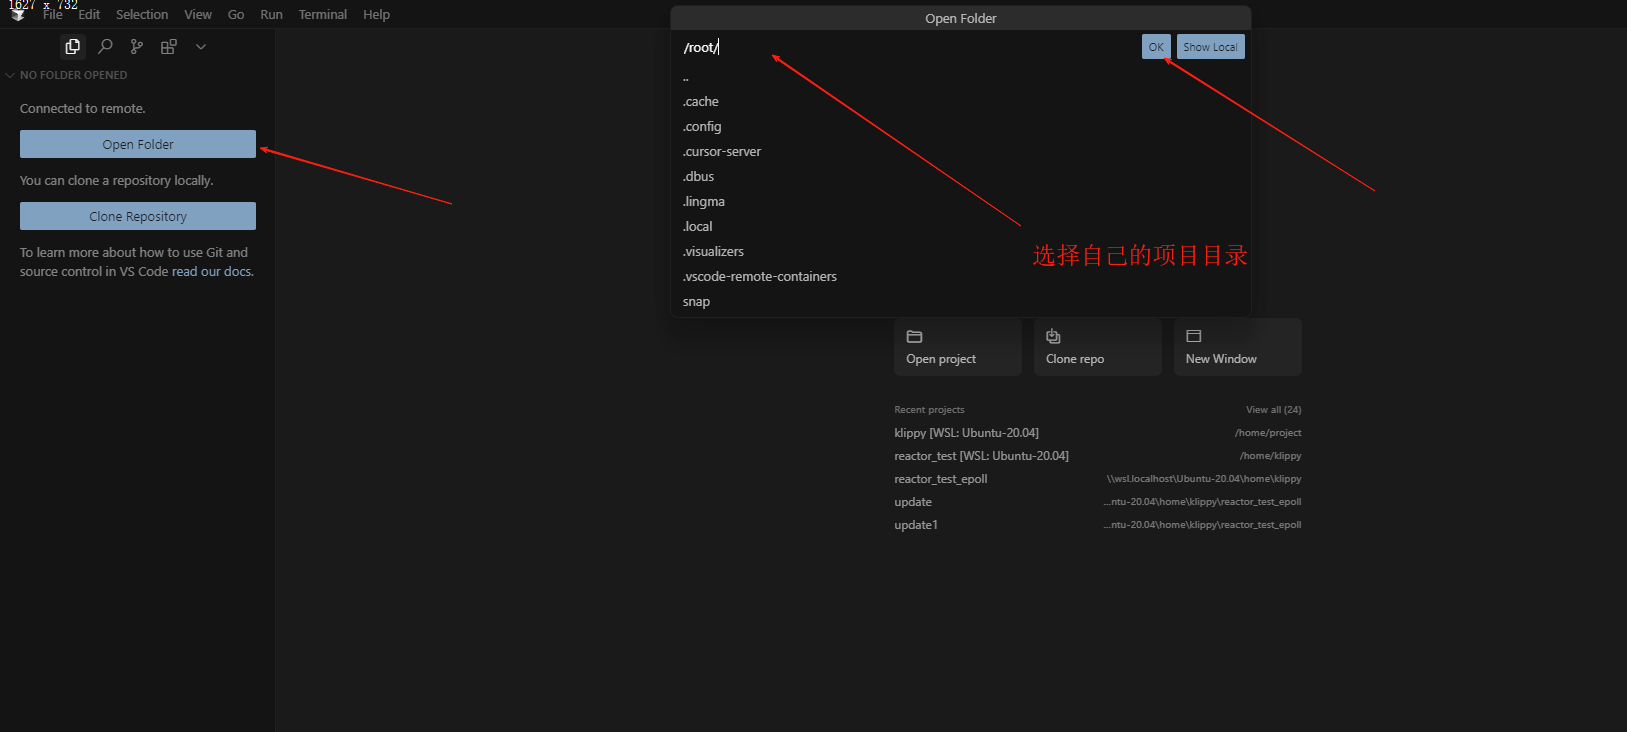 1627 x 732
File Edit Selection View Go Run Terminal Help
Open Folder
/root/
OK
Show Local
..
.cache
.config
.cursor-server
.dbus
.lingma
.local
.visualizers
.vscode-remote-containers
snap
NO FOLDER OPENED
Connected to remote.
Open Folder
You can clone a repository locally.
Clone Repository
To learn more about how to use Git and
source control in VS Code read our docs.
选择自己的项目目录
Open project
Clone repo
New Window
Recent projects View all (24)
klippy [WSL: Ubuntu-20.04] /home/project
reactor_test [WSL: Ubuntu-20.04] /home/klippy
reactor_test_epoll \\wsl.localhost\Ubuntu-20.04\home\klippy
update ...ntu-20.04\home\klippy\reactor_test_epoll
update1 ...ntu-20.04\home\klippy\reactor_test_epoll